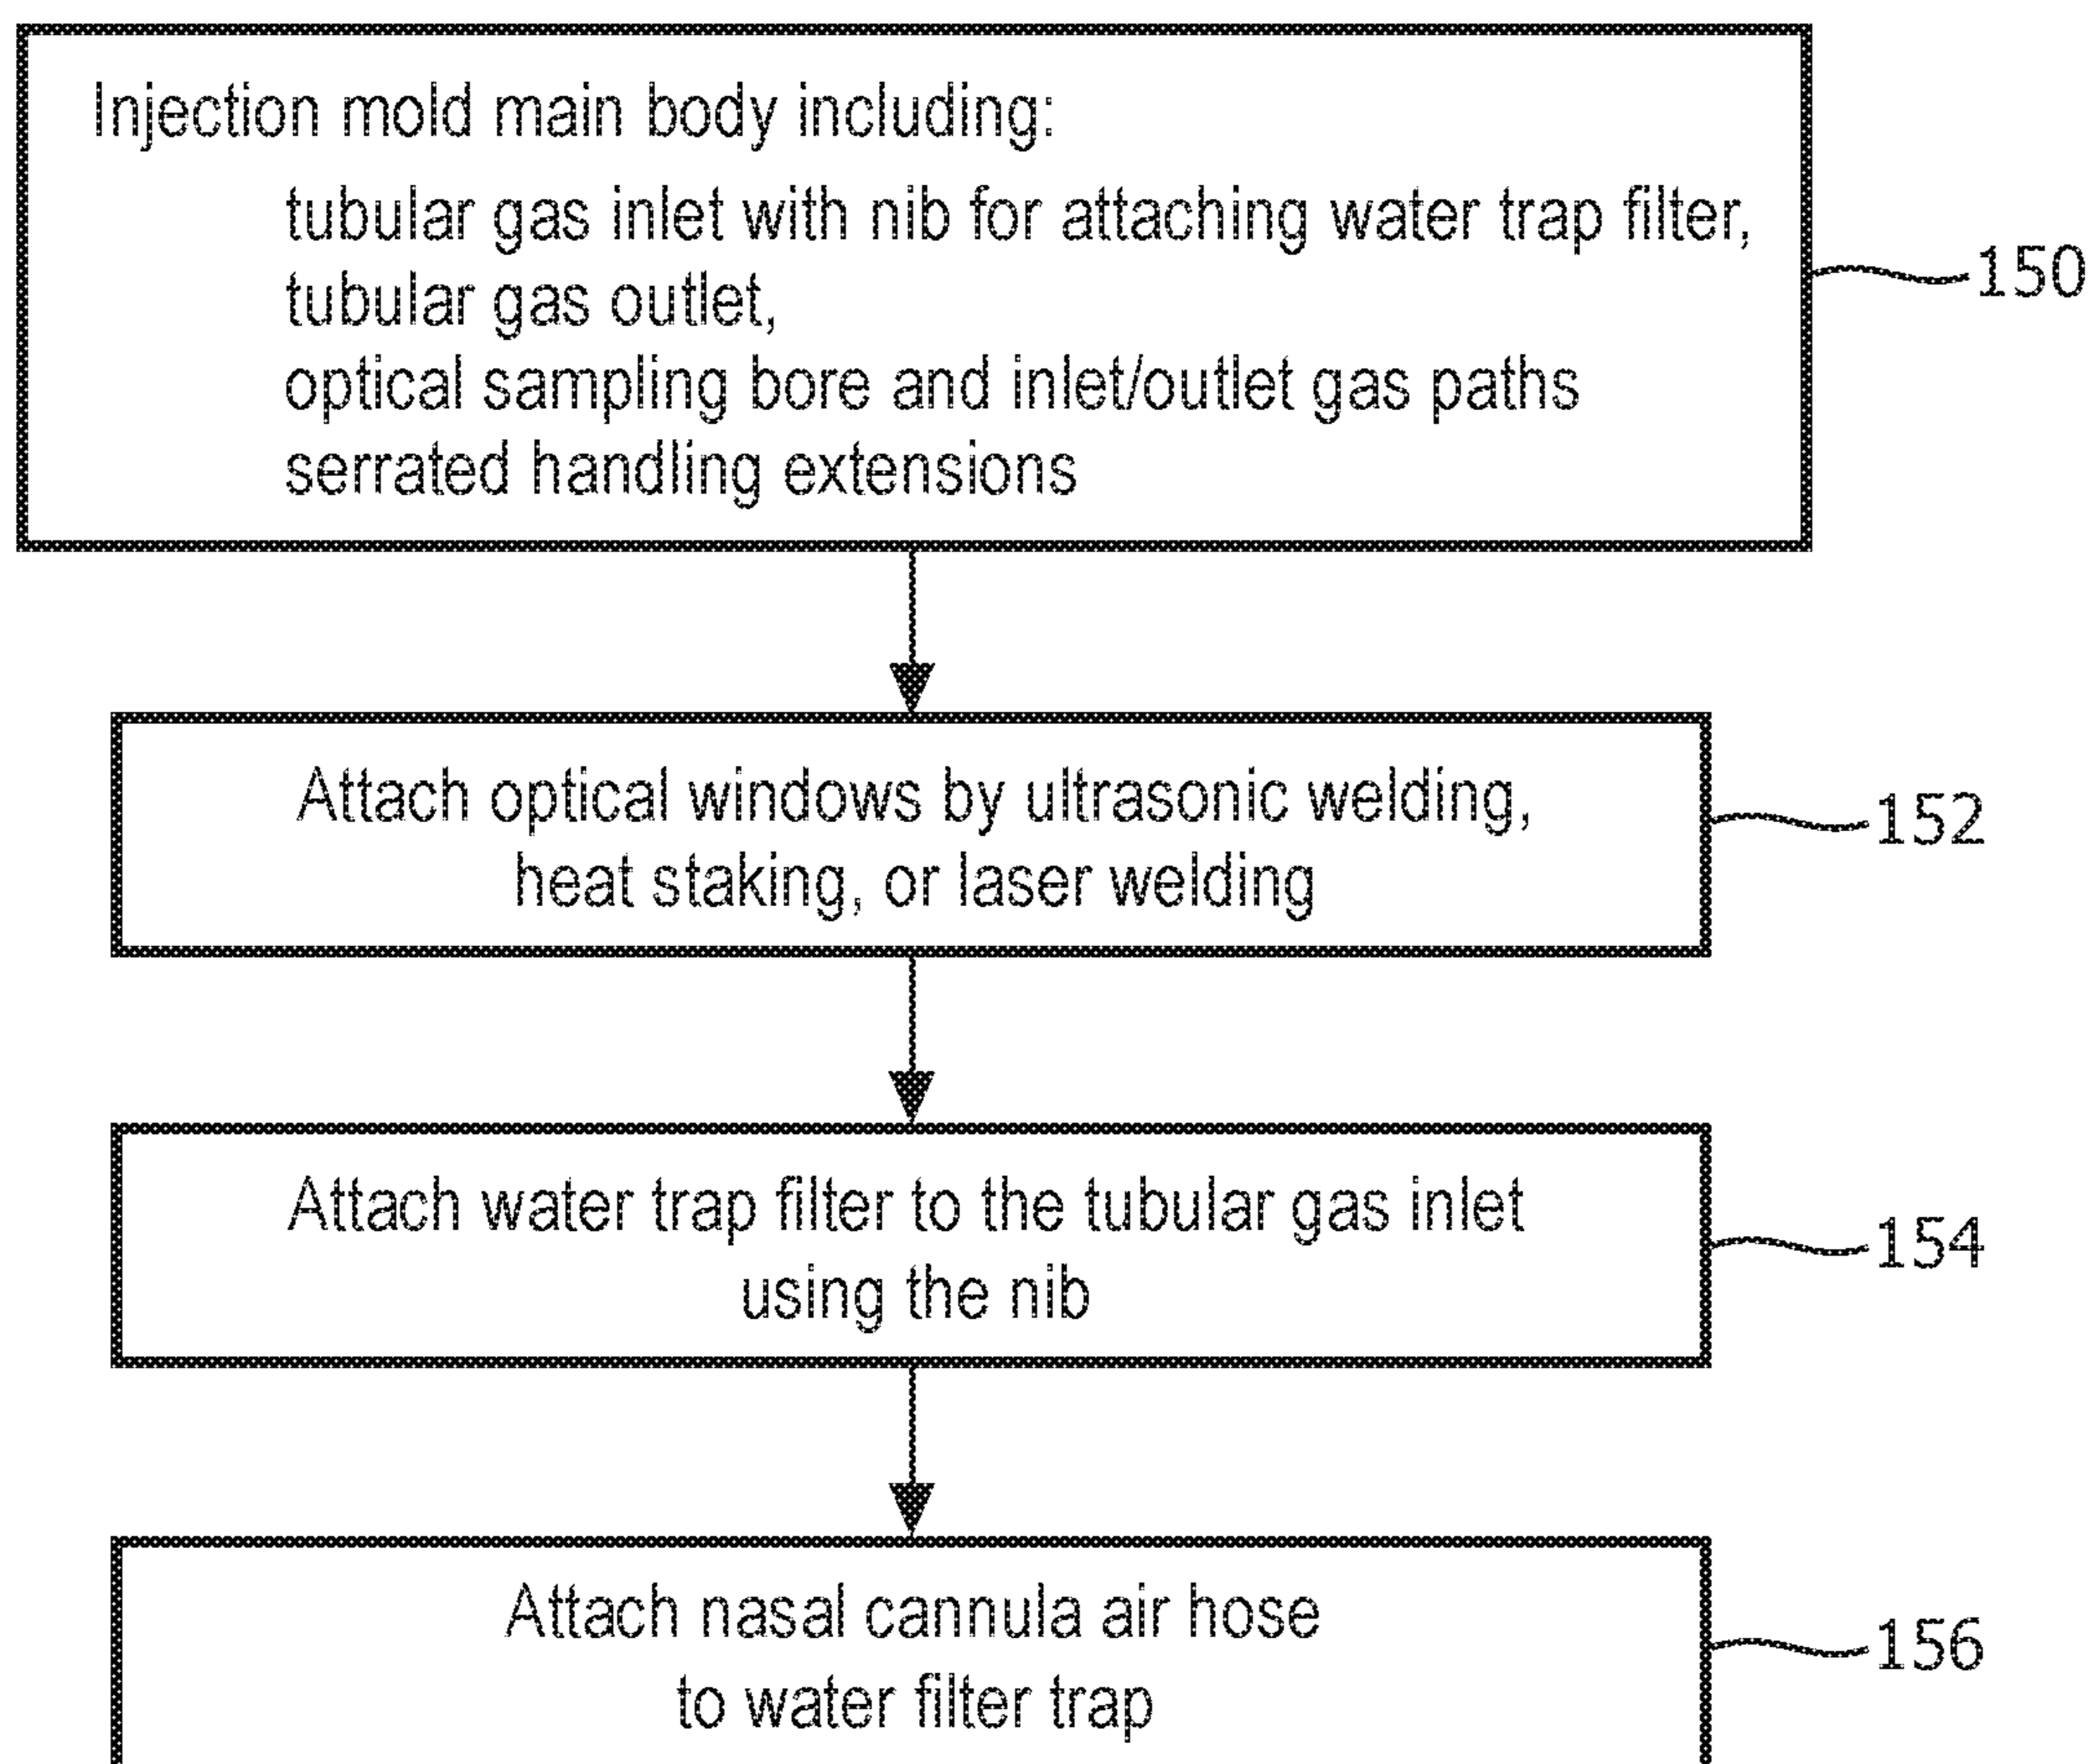 Injection mold main body including:
tubular gas inlet with nib for attaching water trap filter,
tubular gas outlet,
optical sampling bore and inlet/outlet gas paths
serrated handling extensions
150
Attach optical windows by ultrasonic welding,
heat staking, or laser welding
152
Attach water trap filter to the tubular gas inlet
using the nib
154
Attach nasal cannula air hose
to water filter trap
156